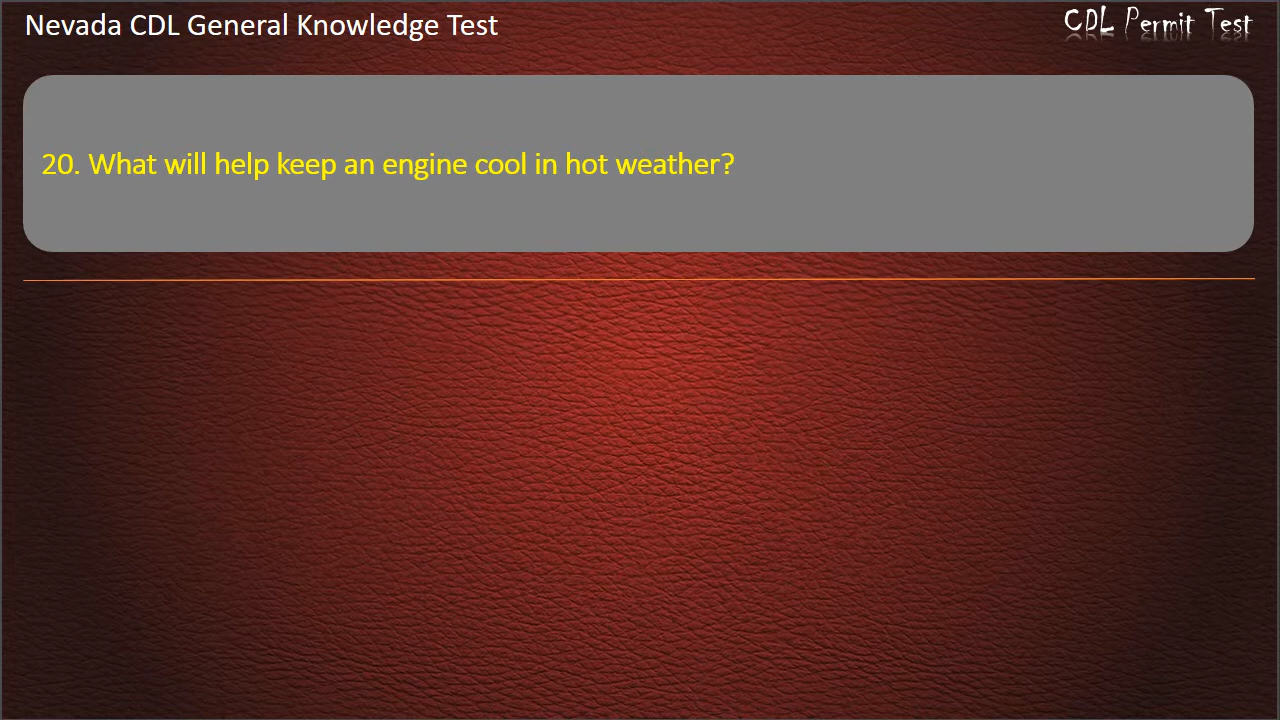 Nevada CDL General Knowledge Test
CDL Permit Test
20. What will help keep an engine cool in hot weather?